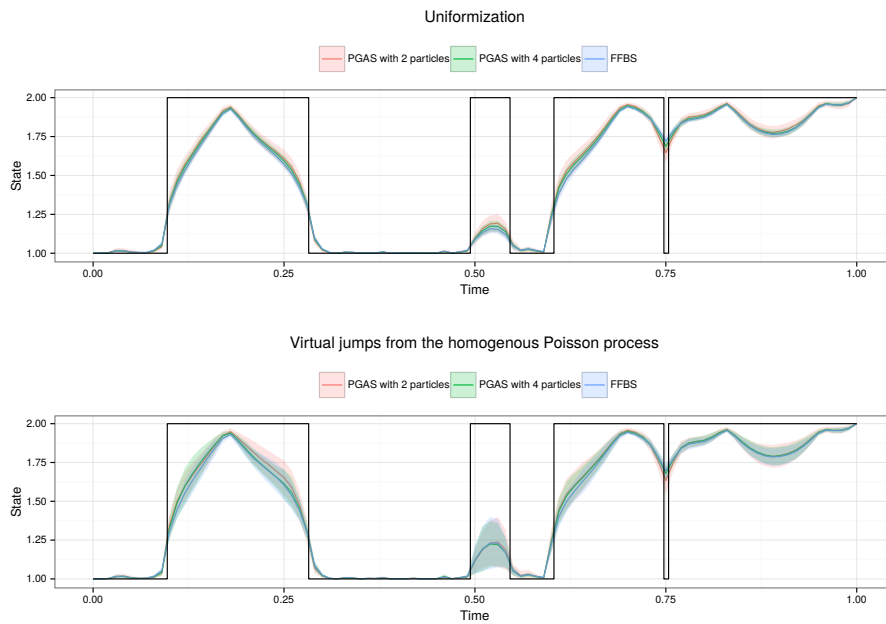 Uniformization
PGAS with 2 particles PGAS with 4 particles FFBS
2.00
1.75
1.50
1.25
1.00
State
0.00 0.25 0.50 0.75 1.00
Time
Virtual jumps from the homogenous Poisson process
PGAS with 2 particles PGAS with 4 particles FFBS
2.00
1.75
1.50
1.25
1.00
State
0.00 0.25 0.50 0.75 1.00
Time